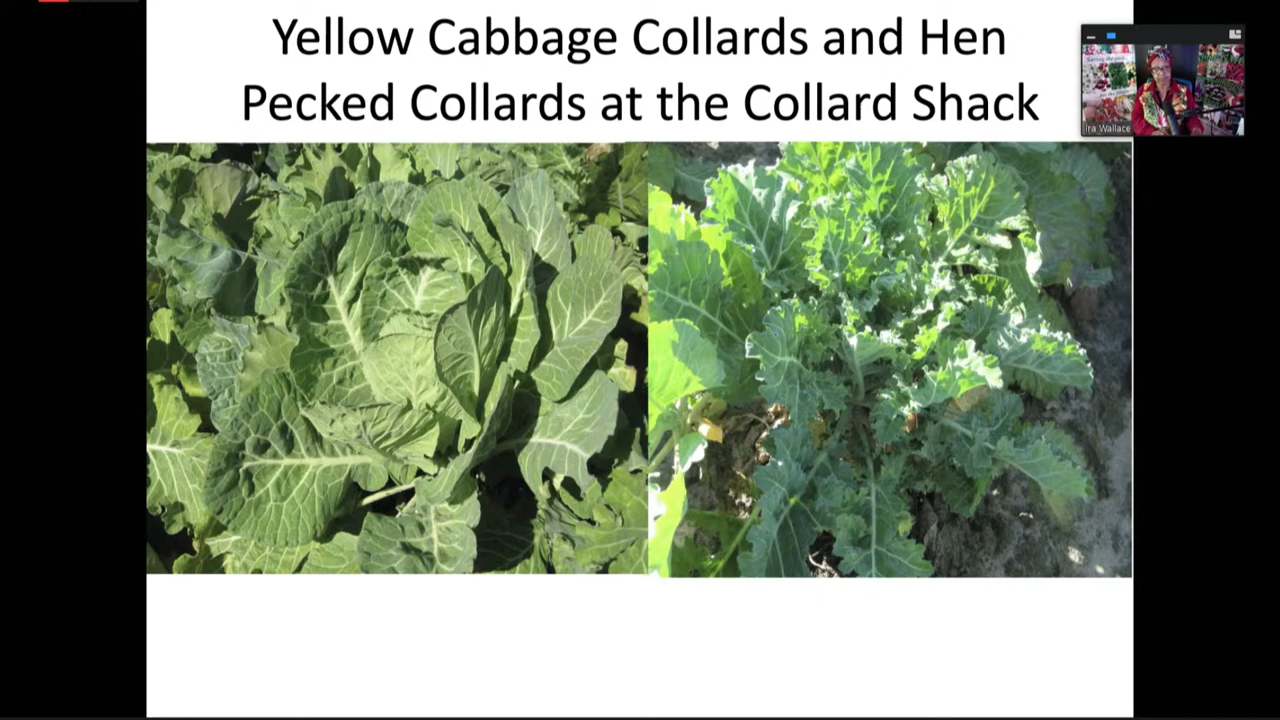 Yellow Cabbage Collards and Hen
Pecked Collards at the Collard Shack
Ira Wallace